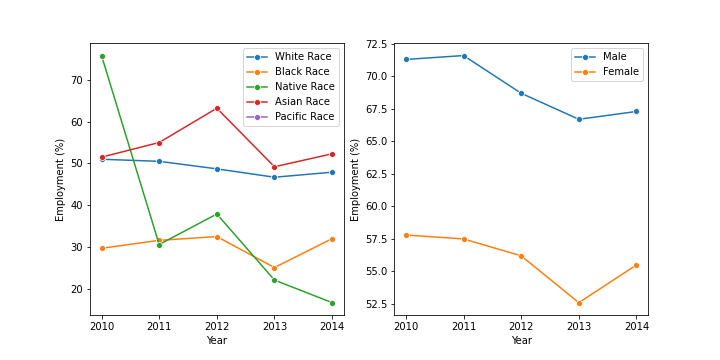 White Race
Black Race
Native Race
Asian Race
Pacific Race
Employment (%)
70
60
50
40
30
20
2010
2011
2012
2013
2014
Year
Male
Female
Employment (%)
72.5
70.0
67.5
65.0
62.5
60.0
57.5
55.0
52.5
2010
2011
2012
2013
2014
Year